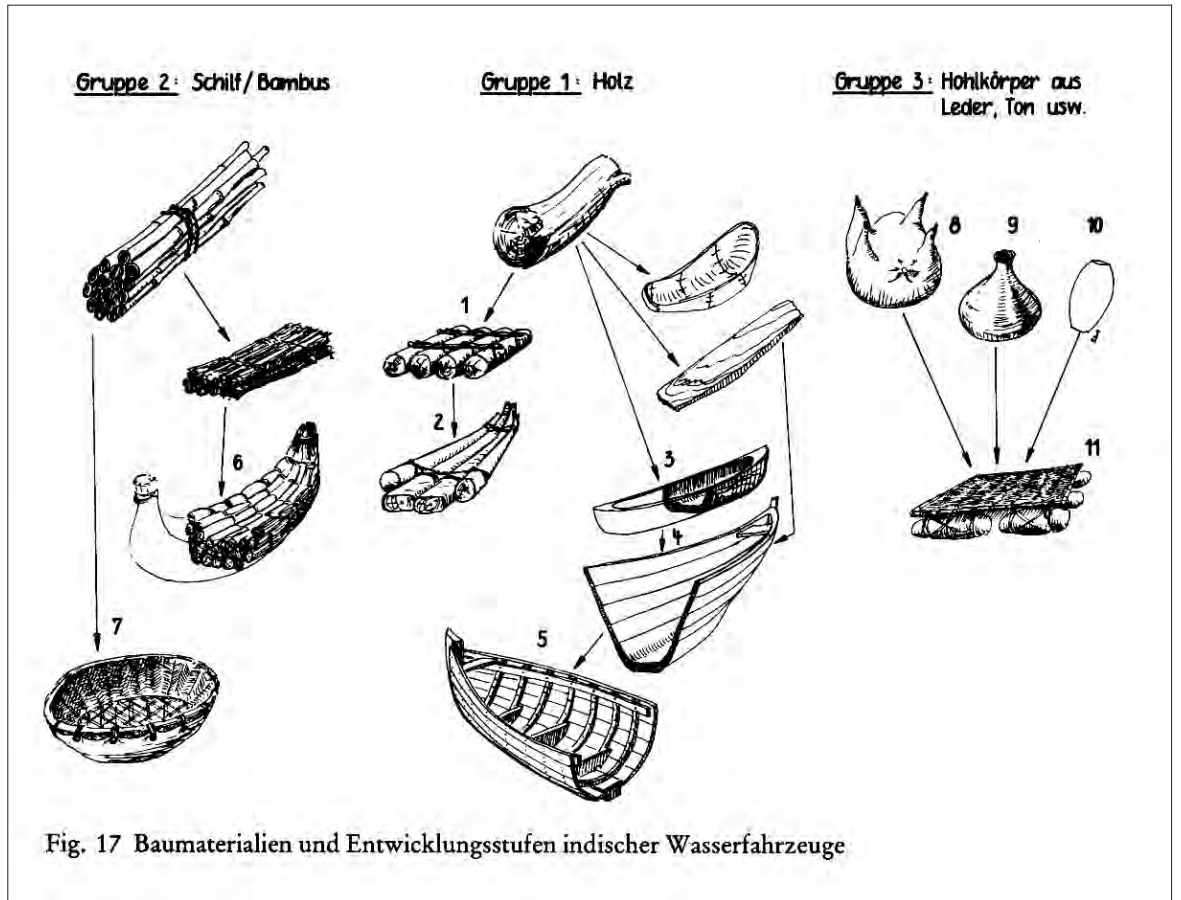 Gruppe 2: Schilf/Bambus
Gruppe 1: Holz
Gruppe 3: Hohlkörper aus
Leder, Ton usw.
8
9
10
1
2
3
11
6
4
7
5
Fig. 17 Baumaterialien und Entwicklungsstufen indischer Wasserfahrzeuge